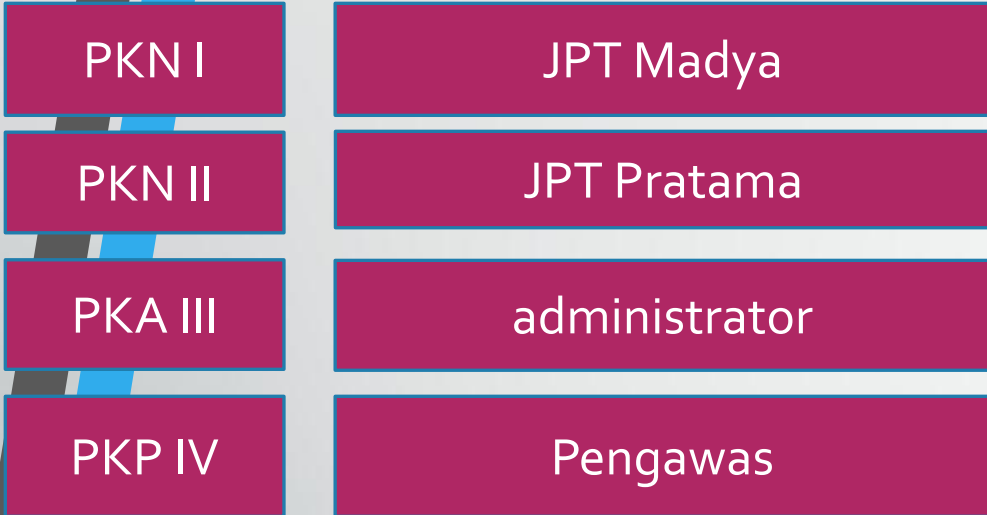 PKN I
JPT Madya
PKN II
JPT Pratama
PKA III
administrator
PKP IV
Pengawas